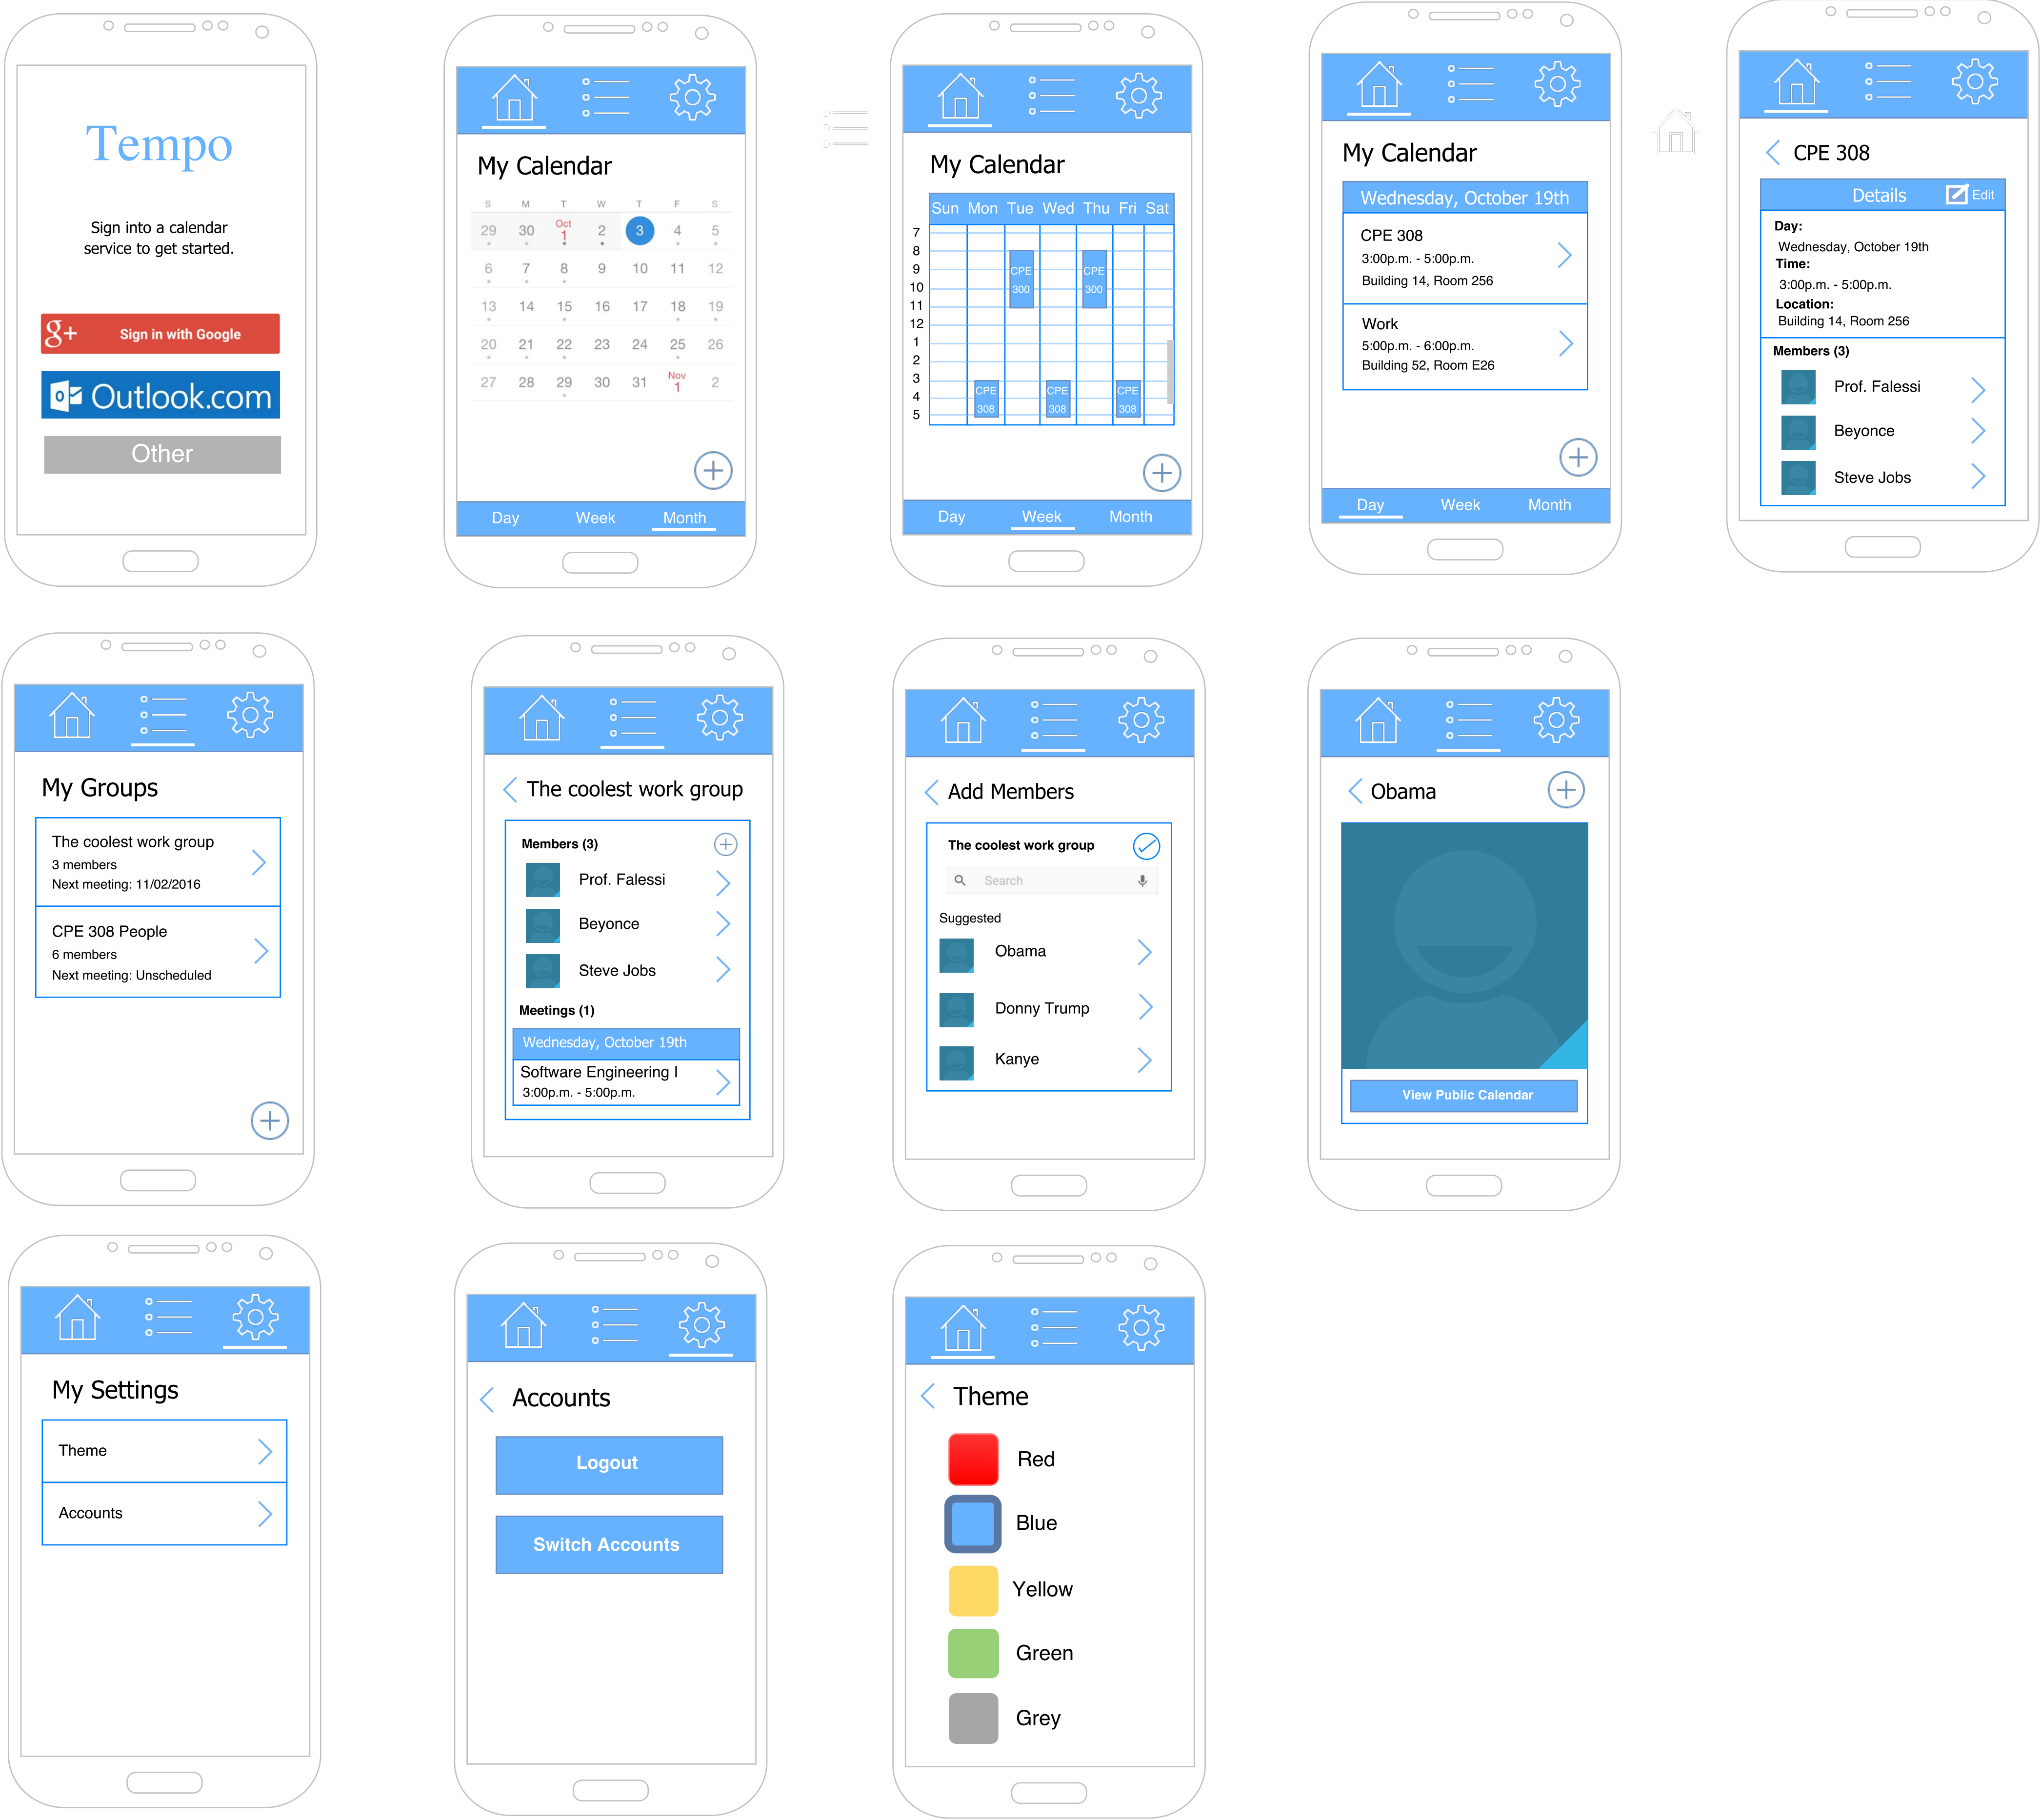 Tempo
Sign into a calendar
service to get started.
g+ Sign in with Google
Outlook.com
Other
My Calendar
S M T W T F S
Oct
29 30 1 2 3 4 5
6 7 8 9 10 11 12
13 14 15 16 17 18 19
20 21 22 23 24 25 26
Nov
27 28 29 30 31 1 2
Day Week Month
My Calendar
Sun Mon Tue Wed Thu Fri Sat
7
8
9 CPE CPE
10 300 300
11
12
1
2
3 CPE CPE CPE
4 308 308 308
5
Day Week Month
My Calendar
Wednesday, October 19th
CPE 308
3:00p.m. - 5:00p.m.
Building 14, Room 256
Work
5:00p.m. - 6:00p.m.
Building 52, Room E26
Day Week Month
CPE 308
Details Edit
Day:
Wednesday, October 19th
Time:
3:00p.m. - 5:00p.m.
Location:
Building 14, Room 256
Members (3)
Prof. Falessi
Beyonce
Steve Jobs
My Groups
The coolest work group
3 members
Next meeting: 11/02/2016
CPE 308 People
6 members
Next meeting: Unscheduled
The coolest work group
Members (3)
Prof. Falessi
Beyonce
Steve Jobs
Meetings (1)
Wednesday, October 19th
Software Engineering I
3:00p.m. - 5:00p.m.
Add Members
The coolest work group
Search
Suggested
Obama
Donny Trump
Kanye
Obama
View Public Calendar
My Settings
Theme
Accounts
Accounts
Logout
Switch Accounts
Theme
Red
Blue
Yellow
Green
Grey